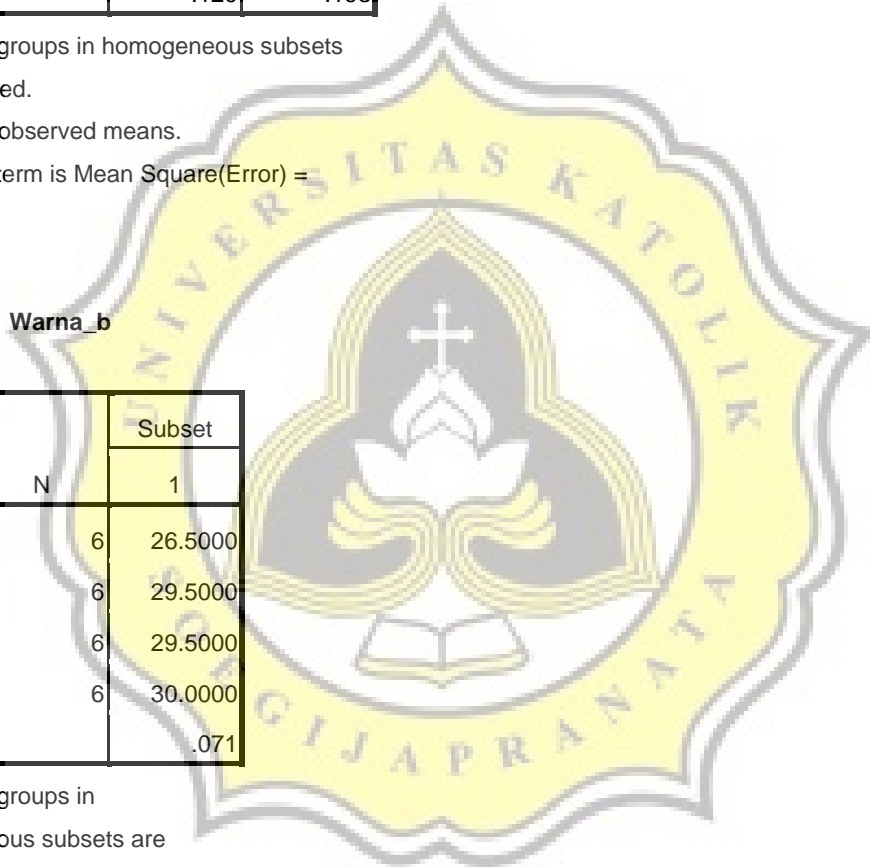 groups in homogeneous subsets
ed.
observed means.
term is Mean Square(Error) =
UNIVERSITAS KATOLIK
Warna_b
Subset
N 1
6 26.5000
6 29.5000
6 29.5000
6 30.0000
.071
SOEGIJAPRANATA
groups in
ous subsets are